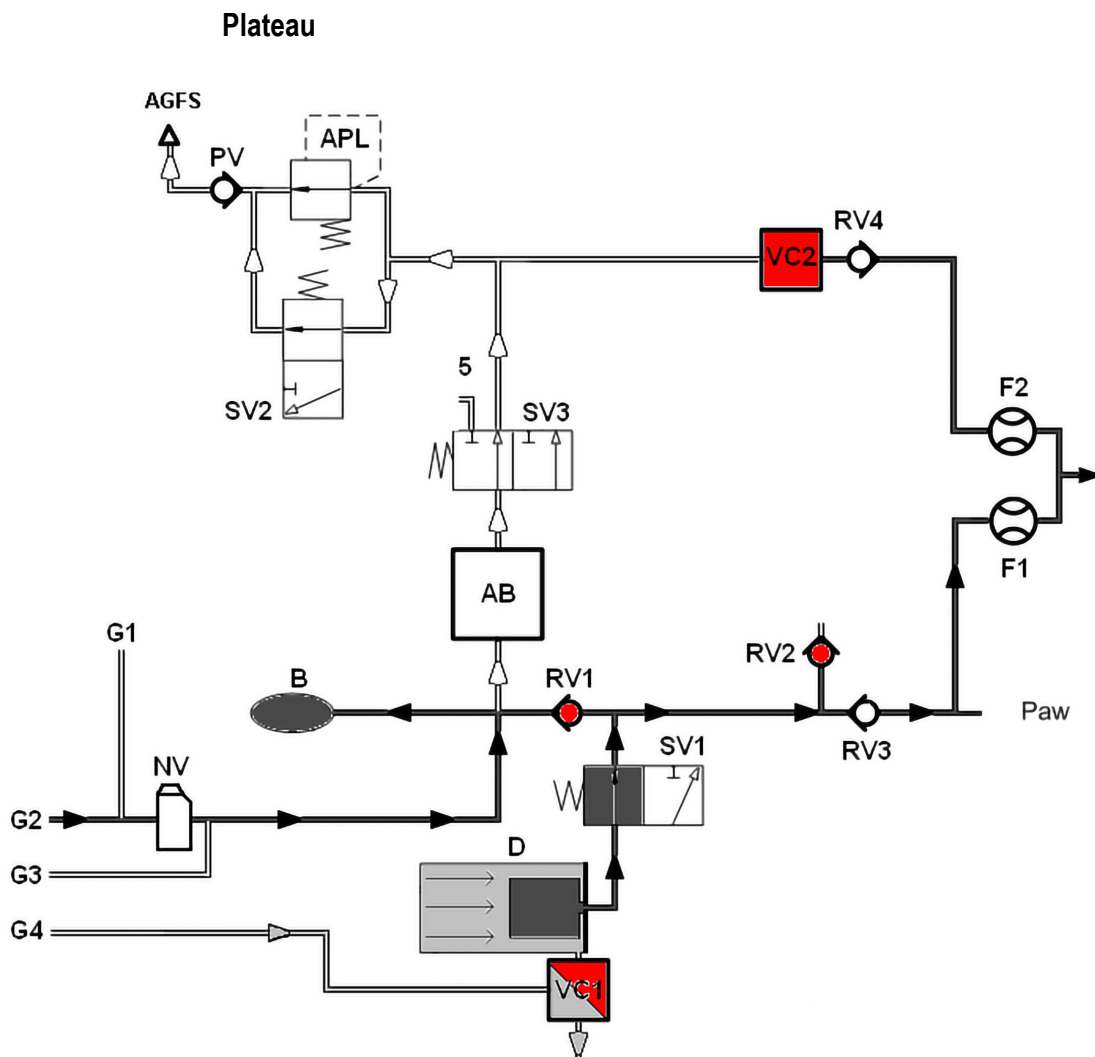 Plateau
AGFS
APL
PV
RV4
VC2
5
SV2
SV3
F2
F1
AB
G1
B
RV1
RV2
Paw
RV3
SV1
NV
G2
D
G3
G4
VC1